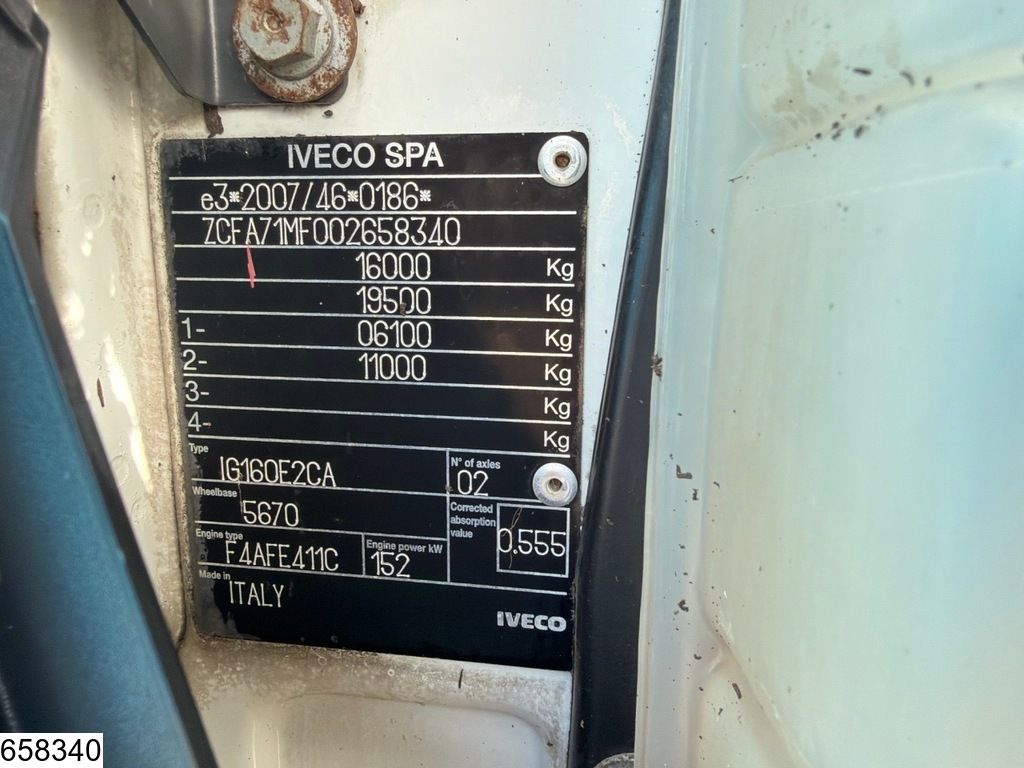 IVECO SPA
e3*2007/46*0186*
ZCFA71MF002658340
16000 Kg
19500 Kg
1- 06100 Kg
2- 11000 Kg
3- Kg
4- Kg
Type IG160E2CA N° of axles 02
Wheelbase 5670 Corrected absorption value 0.555
Engine type F4AFE411C Engine power kW 152
Made in ITALY
IVECO
658340